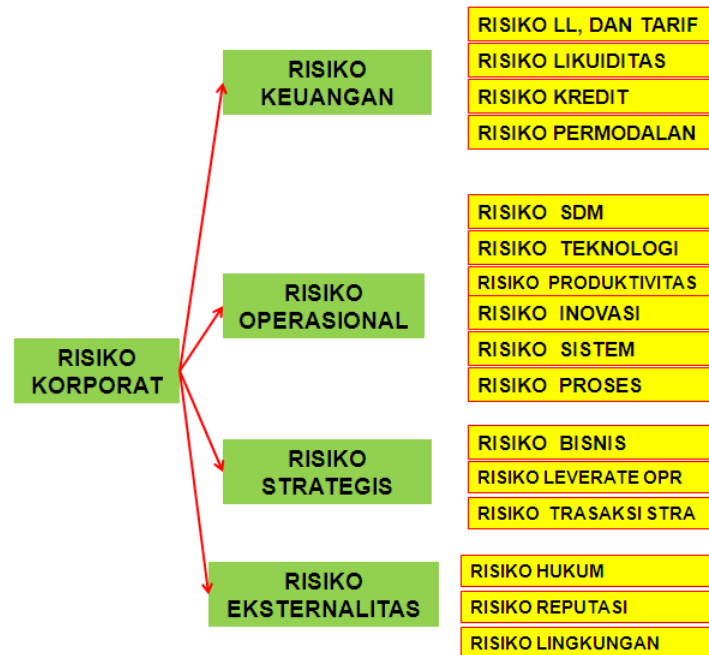 RISIKO LL, DAN TARIF
RISIKO
KEUANGAN
RISIKO LIKUIDITAS
RISIKO KREDIT
RISIKO PERMODALAN
RISIKO SDM
RISIKO TEKNOLOGI
RISIKO
OPERASIONAL
RISIKO PRODUKTIVITAS
RISIKO INOVASI
RISIKO SISTEM
RISIKO PROSES
RISIKO
KORPORAT
RISIKO
STRATEGIS
RISIKO BISNIS
RISIKO LEVERATE OPR
RISIKO TRASAKSI STRA
RISIKO
EKSTERNALITAS
RISIKO HUKUM
RISIKO REPUTASI
RISIKO LINGKUNGAN